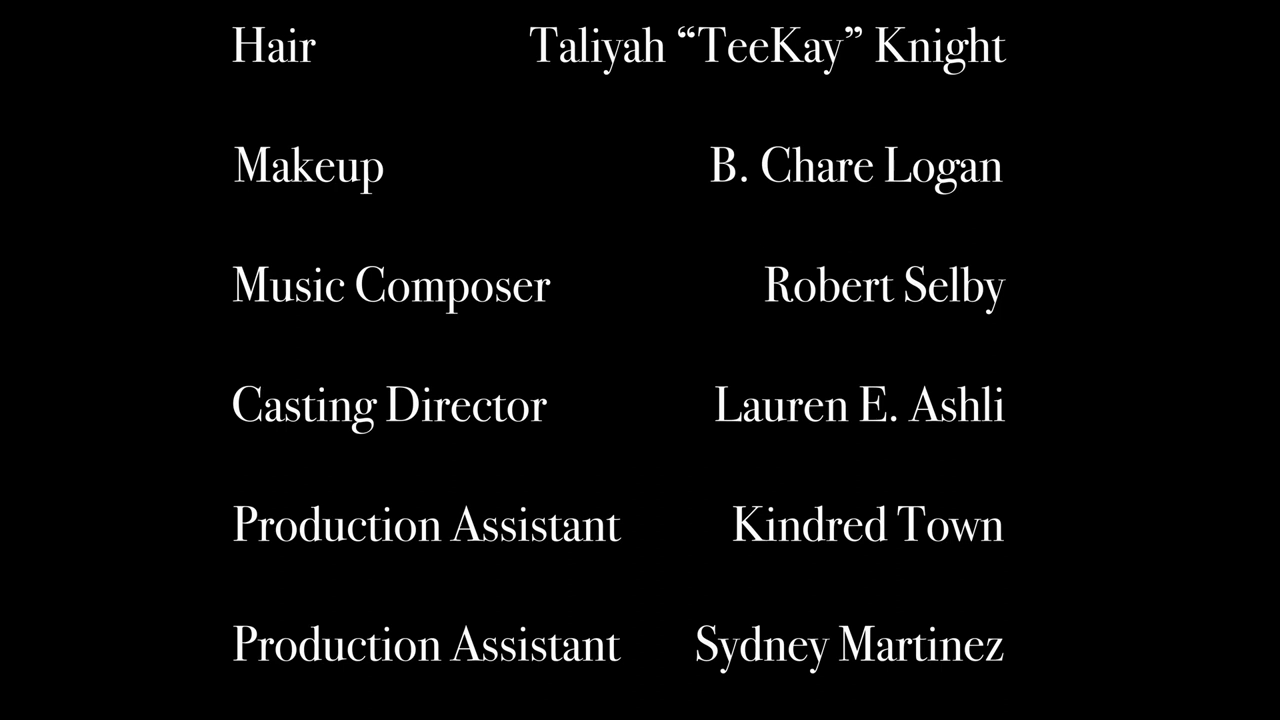 Hair Taliyah “TeeKay” Knight
Makeup B. Chare Logan
Music Composer Robert Selby
Casting Director Lauren E. Ashli
Production Assistant Kindred Town
Production Assistant Sydney Martinez